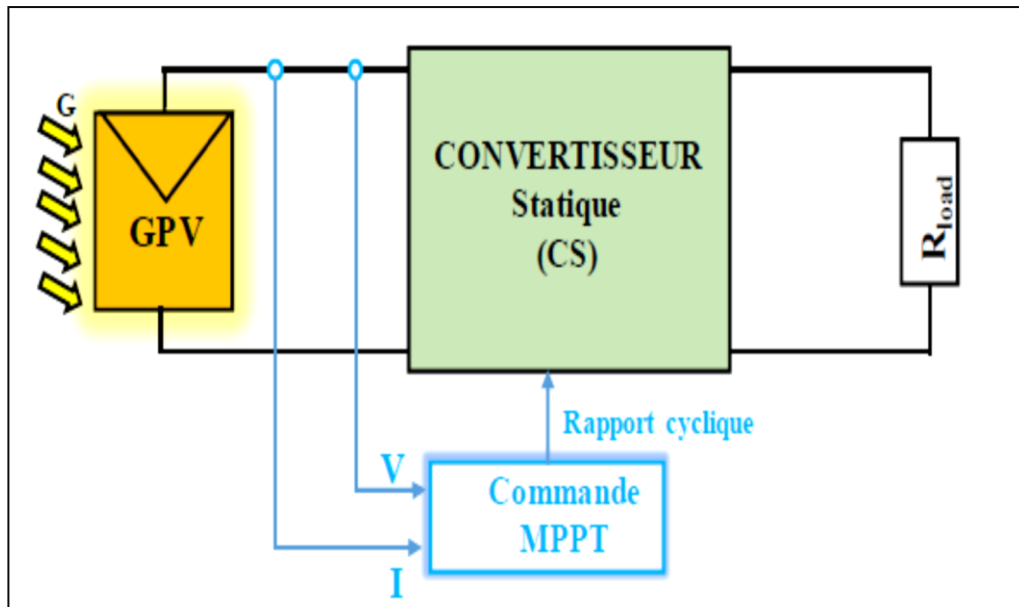 G
GPV
CONVERTISSEUR
Statique
(CS)
Rload
Rapport cyclique
V
Commande
MPPT
I